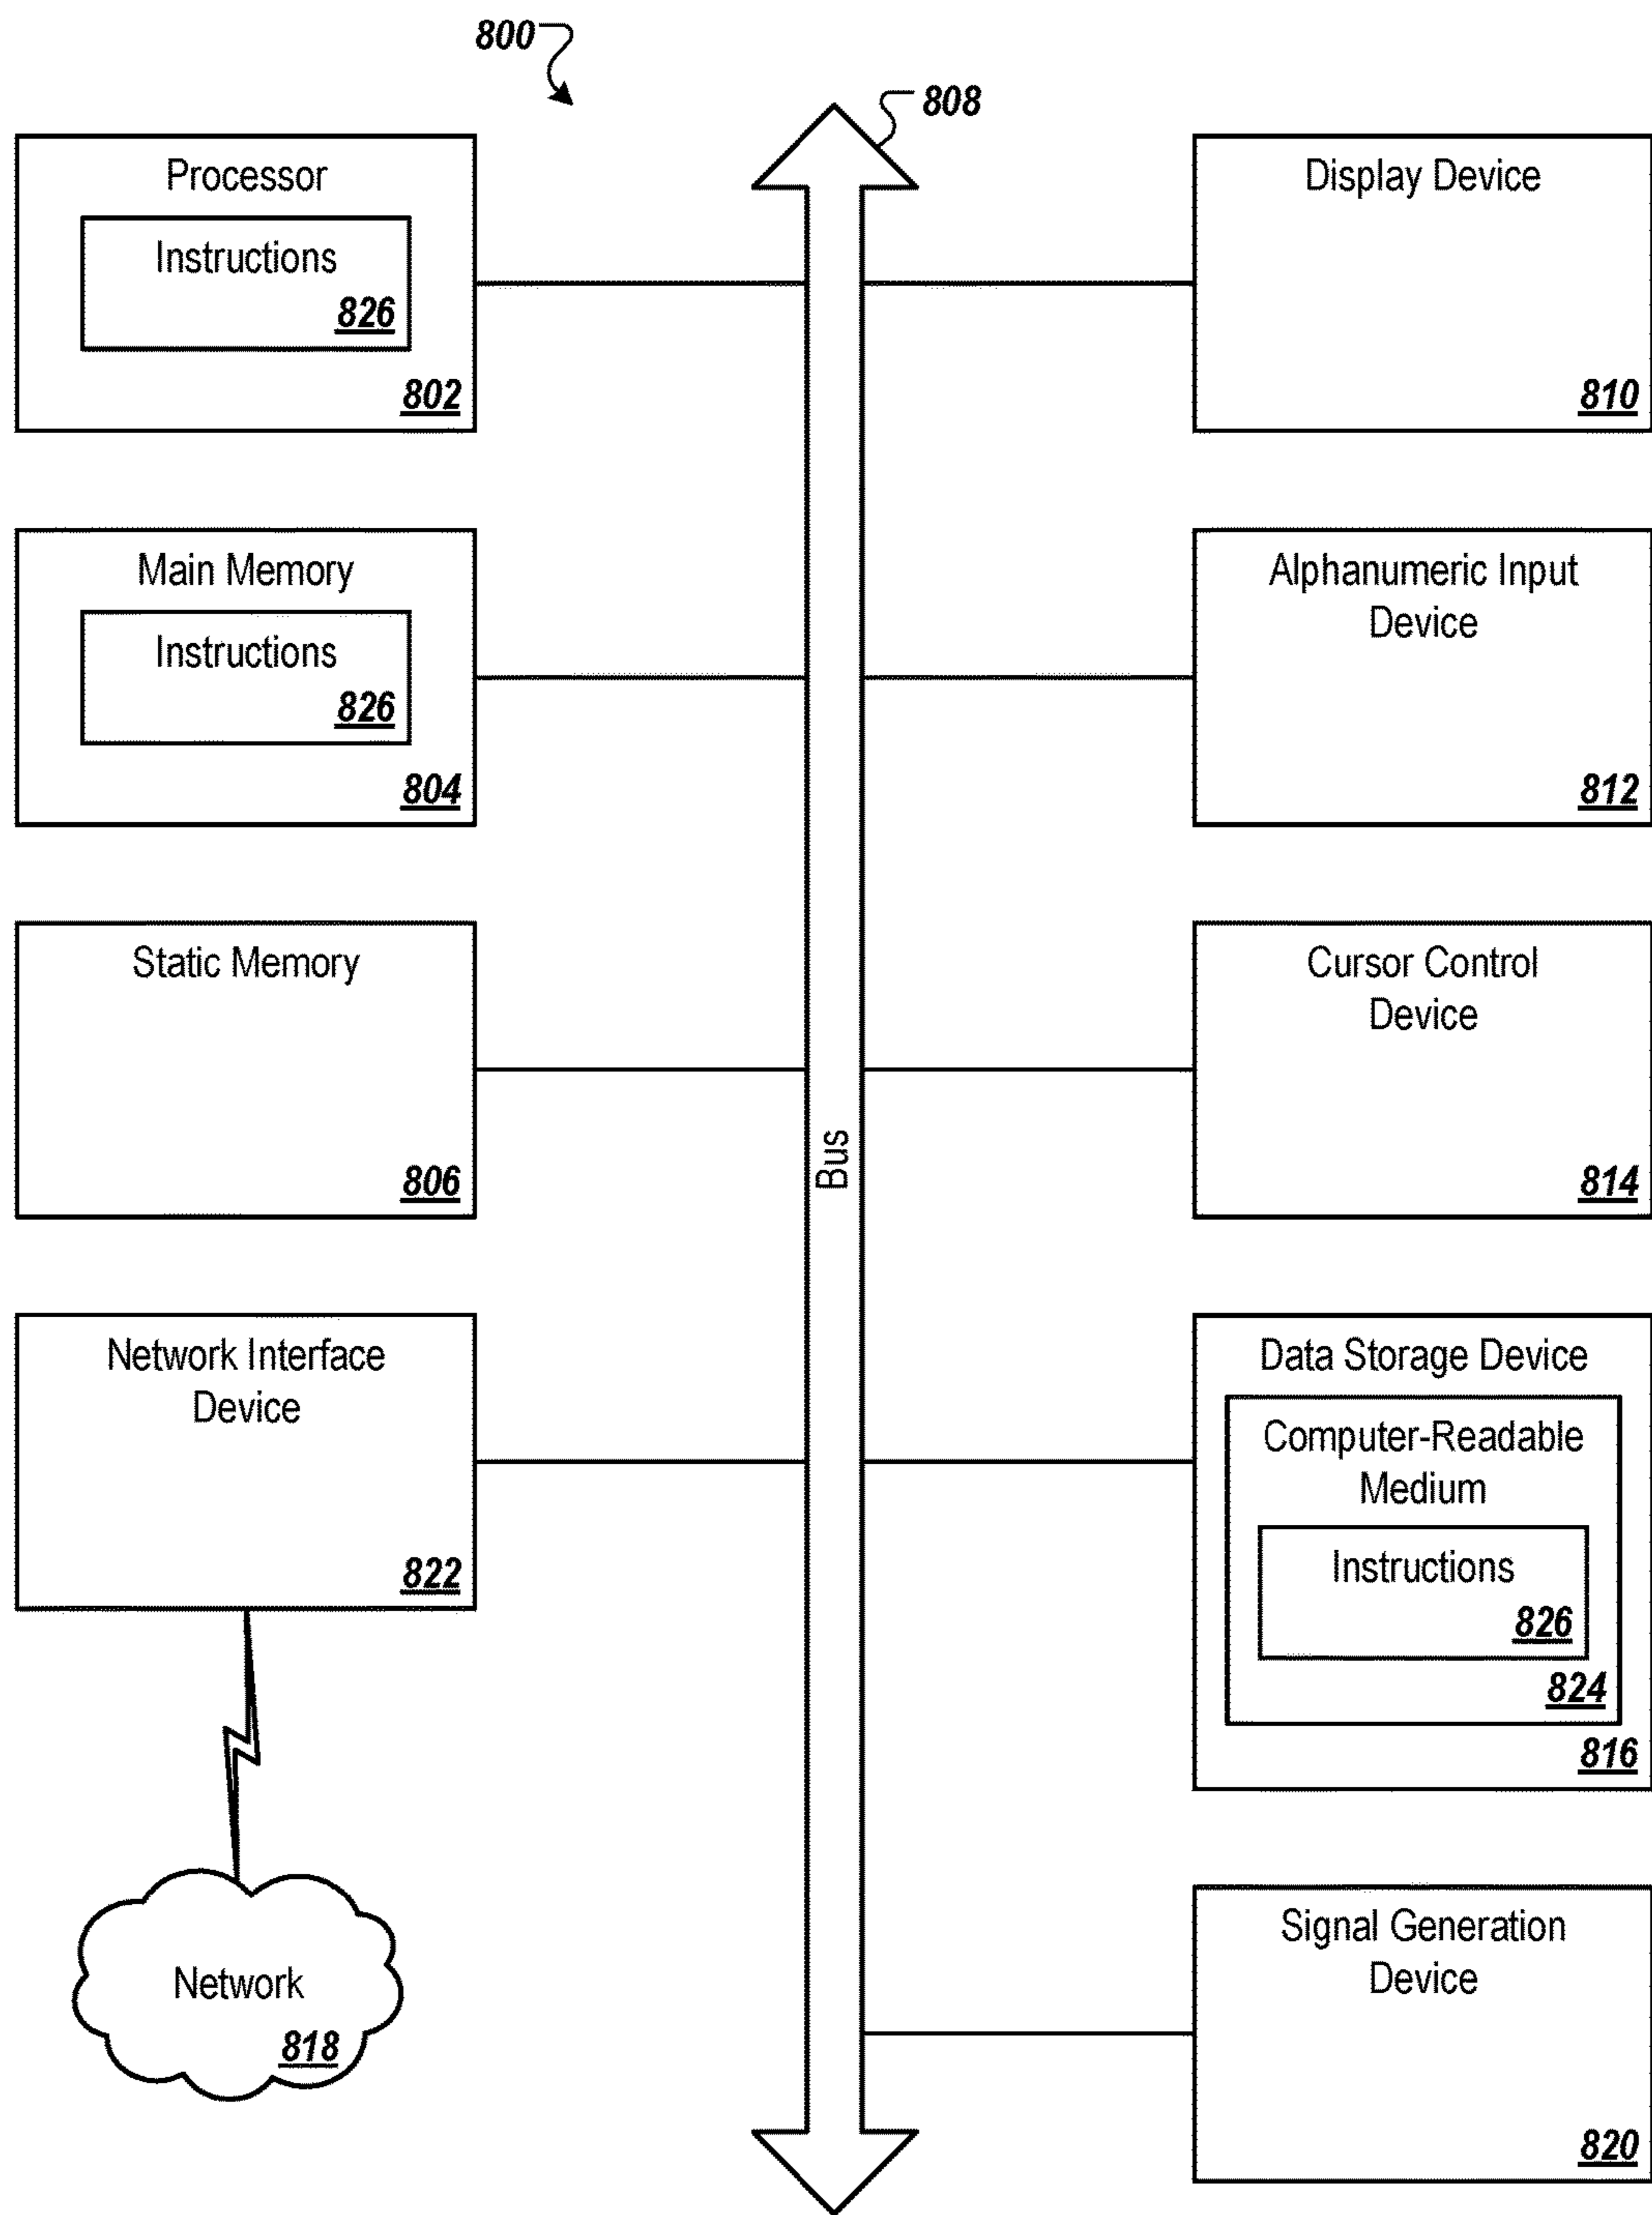 800
808
Processor
Instructions
826
802
Display Device
810
Main Memory
Instructions
826
804
Alphanumeric Input
Device
812
Static Memory
806
Cursor Control
Device
814
Bus
Network Interface
Device
822
Data Storage Device
Computer-Readable
Medium
Instructions
826
824
816
Network
818
Signal Generation
Device
820